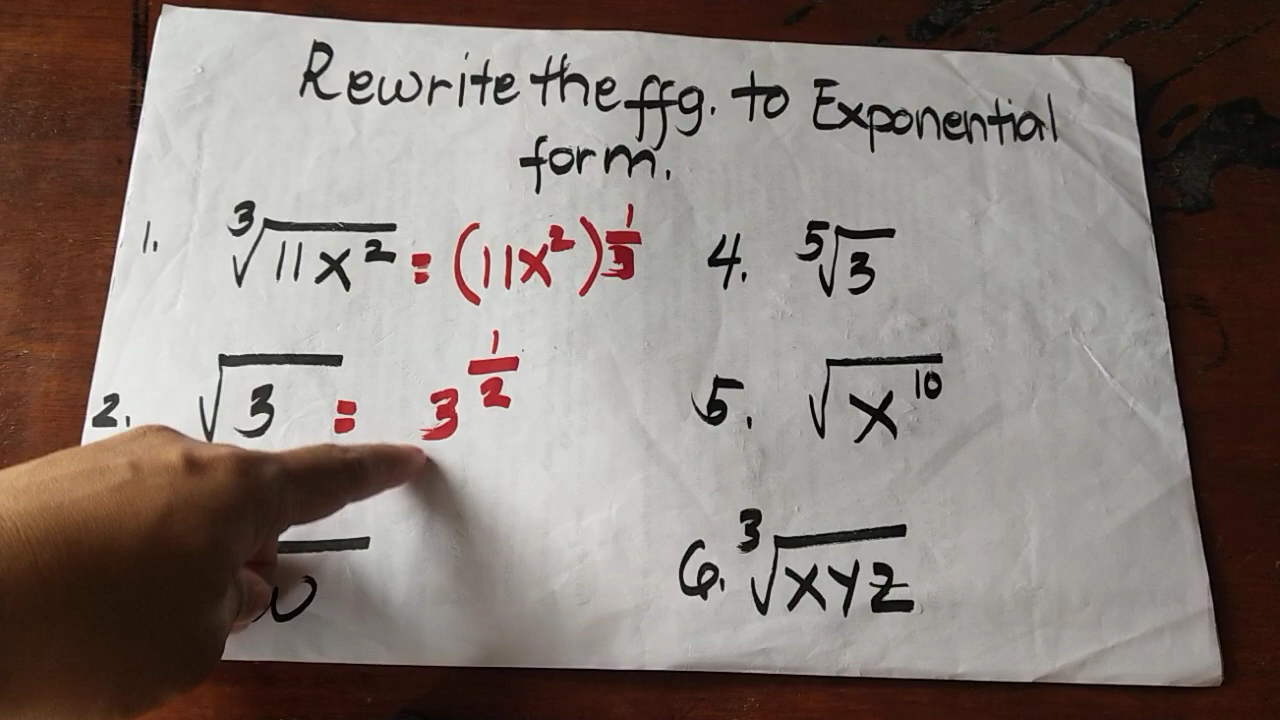 Rewrite the ffg. to Exponential
form.
1. ∛(11x²) = (11x²)^(1/3)
2. √3 = 3^(1/2)
4. ⁵√3
5. √(x¹⁰)
6. ∛(xyz)